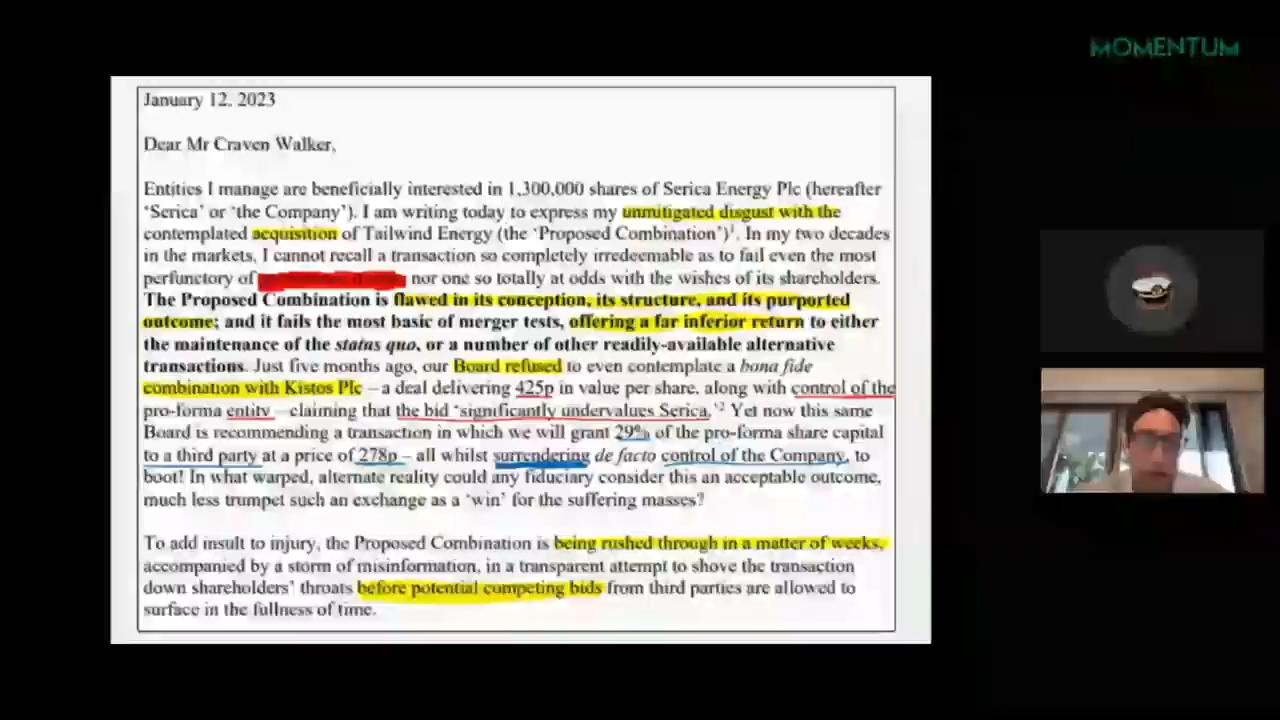 MOMENTUM
January 12, 2023
Dear Mr Craven Walker,
Entities I manage are beneficially interested in 1,300,000 shares of Serica Energy Plc (hereafter
‘Serica’ or ‘the Company’). I am writing today to express my unmitigated disgust with the
contemplated acquisition of Tailwind Energy (the ‘Proposed Combination’)¹. In my two decades
in the markets, I cannot recall a transaction so completely irredeemable as to fail even the most
perfunctory of nor one so totally at odds with the wishes of its shareholders.
The Proposed Combination is flawed in its conception, its structure, and its purported
outcome; and it fails the most basic of merger tests, offering a far inferior return to either
the maintenance of the status quo, or a number of other readily-available alternative
transactions. Just five months ago, our Board refused to even contemplate a bona fide
combination with Kistos Plc – a deal delivering 425p in value per share, along with control of the
pro-forma entity – claiming that the bid ‘significantly undervalues Serica.’² Yet now this same
Board is recommending a transaction in which we will grant 29% of the pro-forma share capital
to a third party at a price of 278p – all whilst surrendering de facto control of the Company, to
boot! In what warped, alternate reality could any fiduciary consider this an acceptable outcome,
much less trumpet such an exchange as a ‘win’ for the suffering masses?
To add insult to injury, the Proposed Combination is being rushed through in a matter of weeks,
accompanied by a storm of misinformation, in a transparent attempt to shove the transaction
down shareholders’ throats before potential competing bids from third parties are allowed to
surface in the fullness of time.